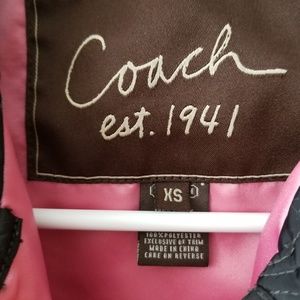 Coach
est. 1941
XS
100% POLYESTER
EXCLUSIVE OF TRIM
MADE IN CHINA
CARE ON REVERSE